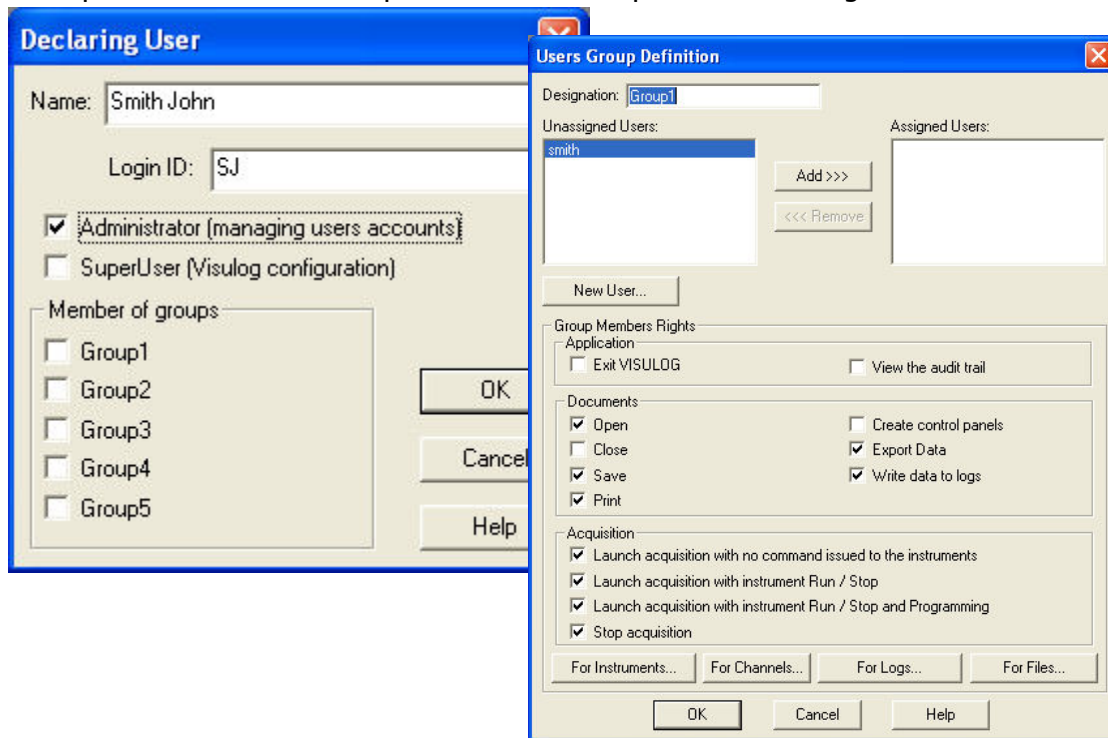 Declaring User
Name: Smith John
Login ID: SJ
Administrator (managing users accounts)
SuperUser (Visulog configuration)
Member of groups
Group1
Group2
Group3
Group4
Group5
OK
Cancel
Help
Users Group Definition
Designation: Group1
Unassigned Users:
Assigned Users:
smith
Add >>>
<<< Remove
New User...
Group Members Rights
Application
Exit VISULOG
View the audit trail
Documents
Open
Create control panels
Close
Export Data
Save
Write data to logs
Print
Acquisition
Launch acquisition with no command issued to the instruments
Launch acquisition with instrument Run / Stop
Launch acquisition with instrument Run / Stop and Programming
Stop acquisition
For Instruments...
For Channels...
For Logs...
For Files...
OK
Cancel
Help